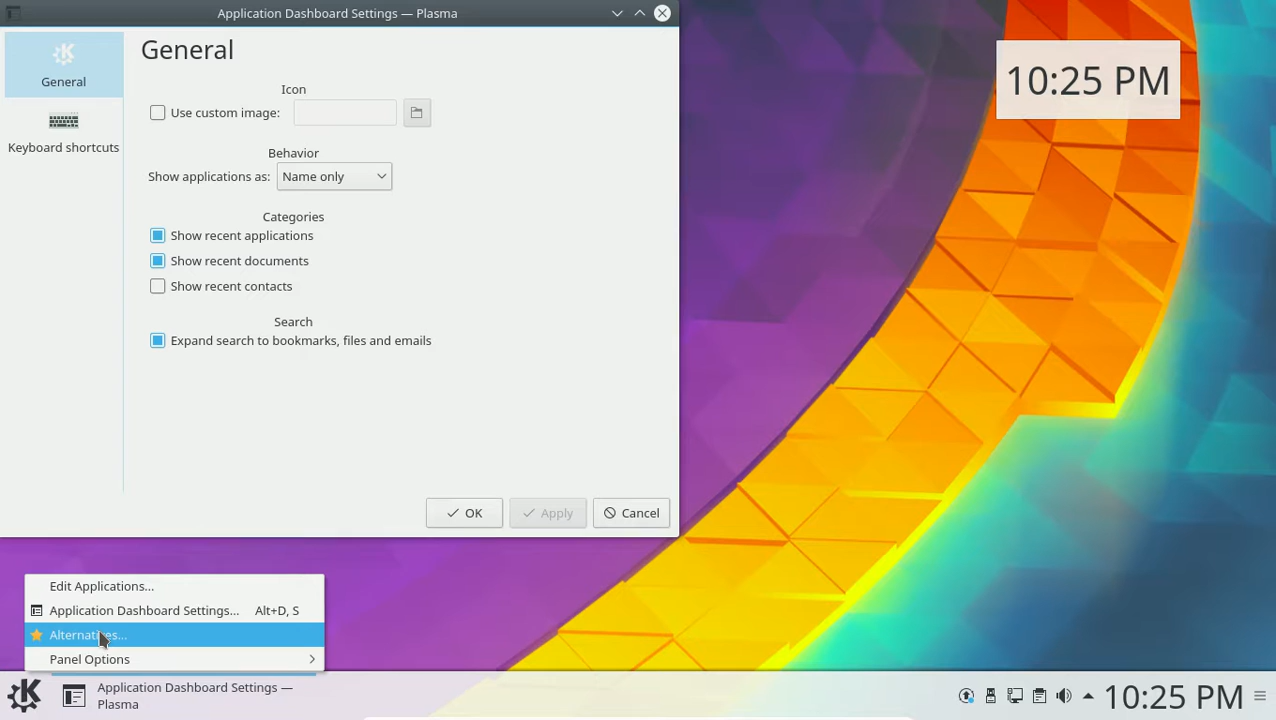 Application Dashboard Settings — Plasma
General
Keyboard shortcuts
General
Icon
Use custom image:
Behavior
Show applications as: Name only
Categories
Show recent applications
Show recent documents
Show recent contacts
Search
Expand search to bookmarks, files and emails
OK Apply Cancel
10:25 PM
Edit Applications...
Application Dashboard Settings... Alt+D, S
Alternatives...
Panel Options
Application Dashboard Settings —
Plasma
10:25 PM